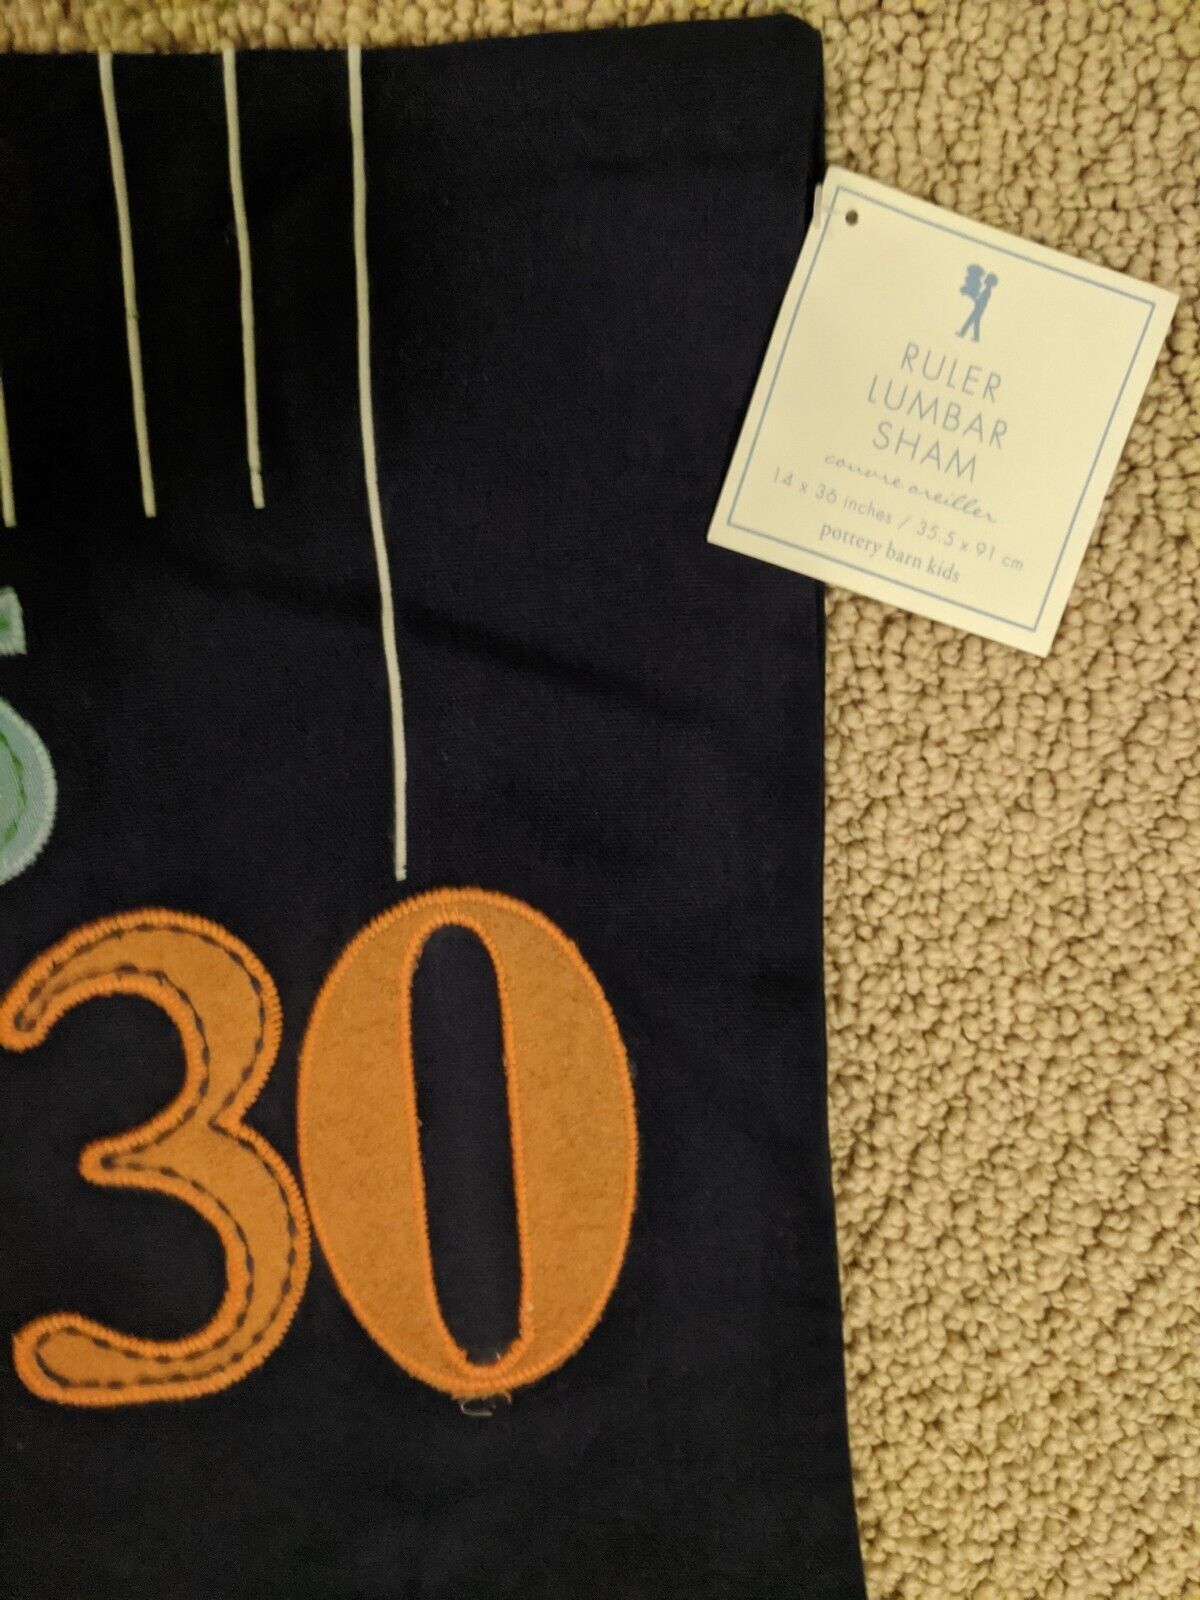 RULER
LUMBAR
SHAM
couvre oreiller
14 x 36 inches / 35.5 x 91 cm
pottery barn kids
30